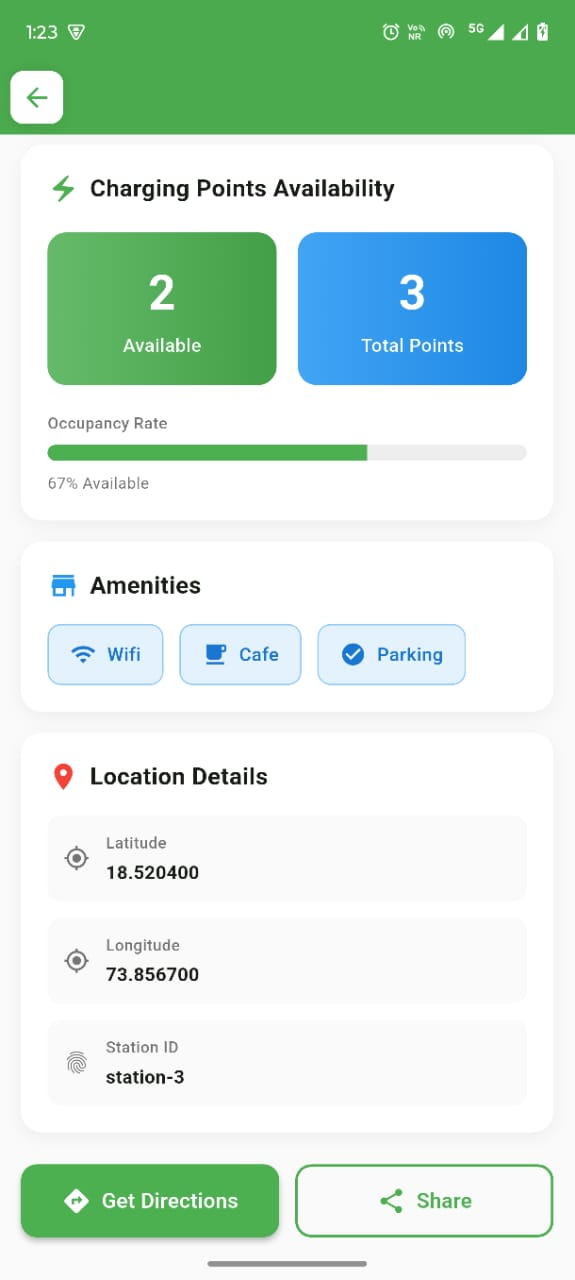 1:23
Vo NR
5G
Charging Points Availability
2
Available
3
Total Points
Occupancy Rate
67% Available
Amenities
Wifi
Cafe
Parking
Location Details
Latitude
18.520400
Longitude
73.856700
Station ID
station-3
Get Directions
Share